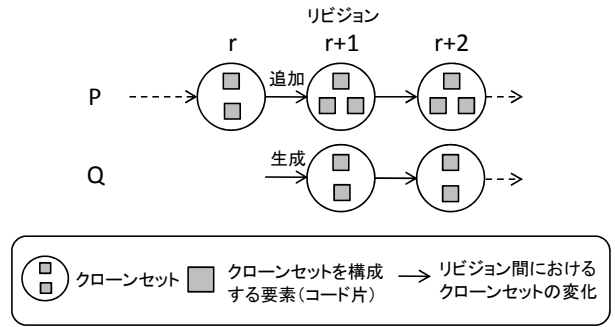 リビジョン
r r+1 r+2
P 追加
Q 生成
クローンセット
クローンセットを構成
する要素(コード片)
リビジョン間における
クローンセットの変化